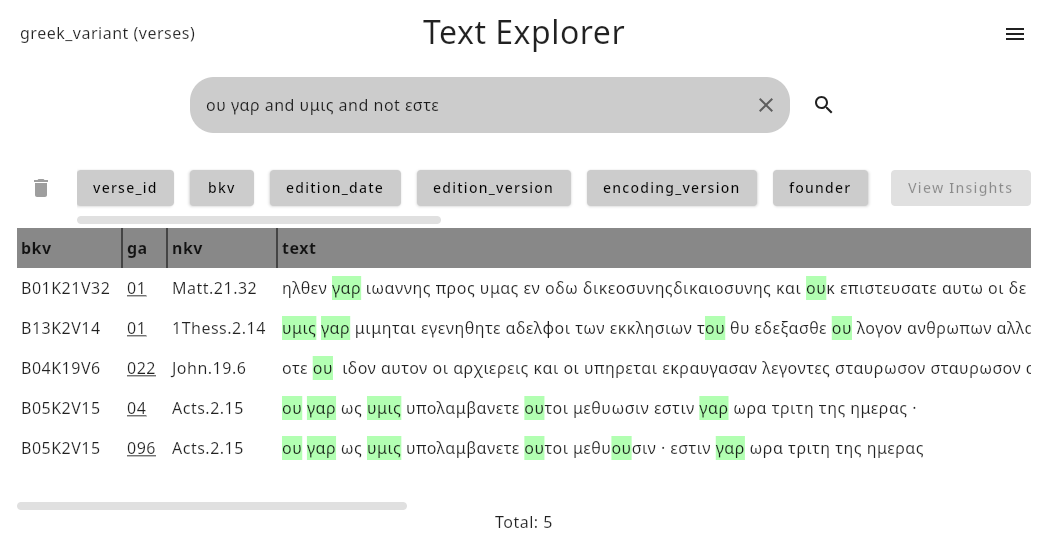 greek_variant (verses) Text Explorer
ου γαρ and υμις and not εστε
verse_id bkv edition_date edition_version encoding_version founder View Insights
bkv ga nkv text
B01K21V32 01 Matt.21.32 ηλθεν γαρ ιωαννης προς υμας εν οδω δικεοσυνηςδικαιοσυνης και ουκ επιστευσατε αυτω οι δε
B13K2V14 01 1Thess.2.14 υμις γαρ μιμηται εγενηθητε αδελφοι των εκκλησιων του θυ εδεξασθε ου λογον ανθρωπων αλλα
B04K19V6 022 John.19.6 οτε ου ιδον αυτον οι αρχιερεις και οι υπηρεται εκραυγασαν λεγοντες σταυρωσον σταυρωσον
B05K2V15 04 Acts.2.15 ου γαρ ως υμις υπολαμβανετε ουτοι μεθυωσιν εστιν γαρ ωρα τριτη της ημερας ·
B05K2V15 096 Acts.2.15 ου γαρ ως υμις υπολαμβανετε ουτοι μεθυουσιν · εστιν γαρ ωρα τριτη της ημερας
Total: 5